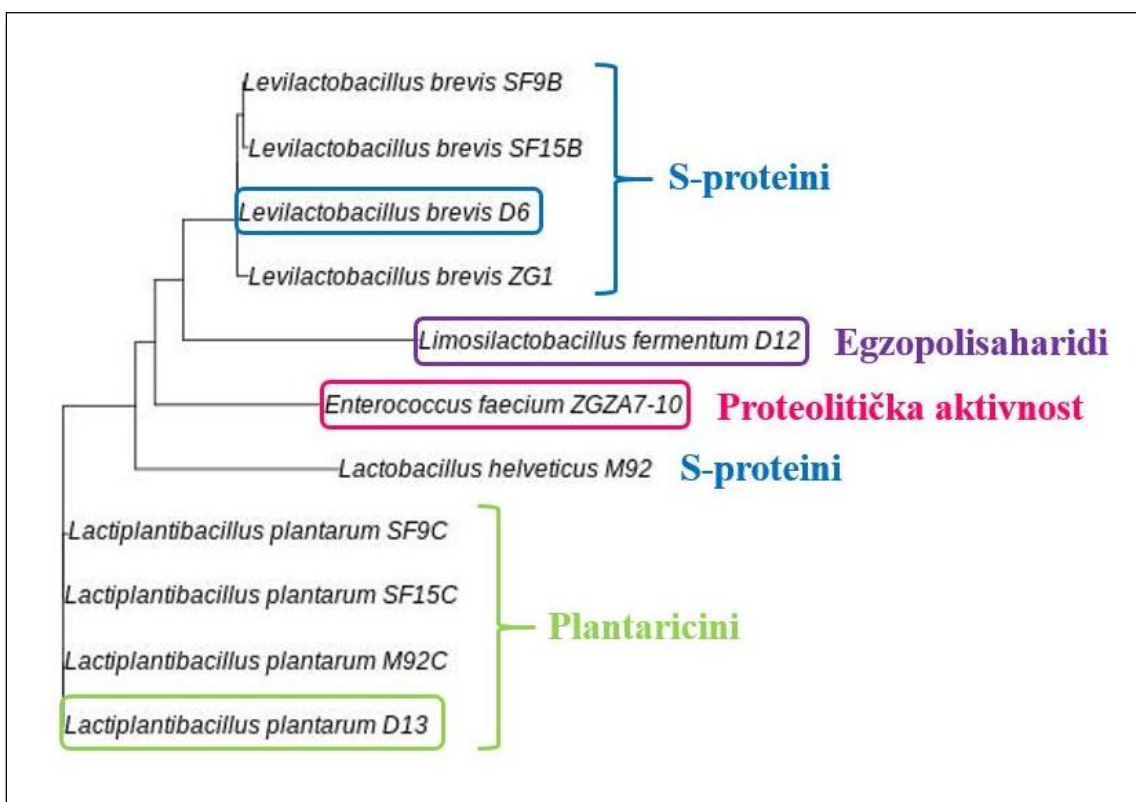 Levilactobacillus brevis SF9B
Levilactobacillus brevis SF15B
S-proteini
Levilactobacillus brevis D6
Levilactobacillus brevis ZG1
Limosilactobacillus fermentum D12
Egzopolisaharidi
Enterococcus faecium ZGZA7-10
Proteolitička aktivnost
Lactobacillus helveticus M92
S-proteini
Lactiplantibacillus plantarum SF9C
Lactiplantibacillus plantarum SF15C
Plantaricini
Lactiplantibacillus plantarum M92C
Lactiplantibacillus plantarum D13